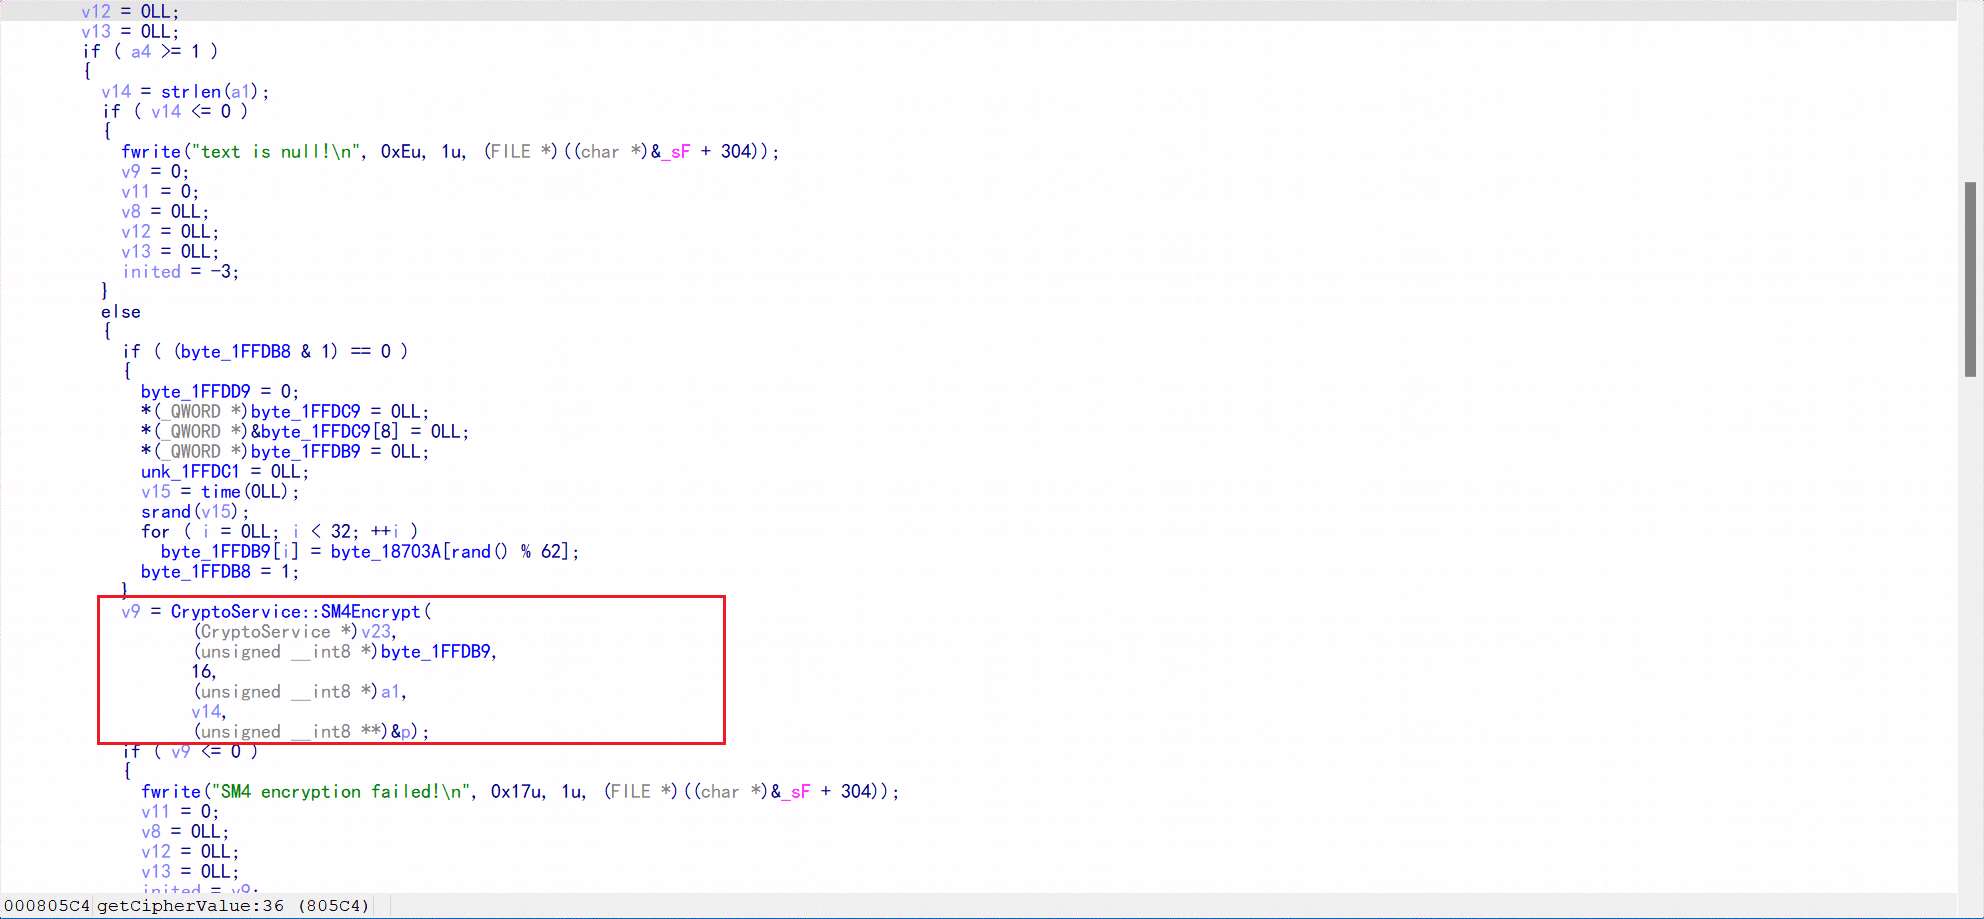 v12 = 0LL;
v13 = 0LL;
if ( a4 >= 1 )
{
v14 = strlen(a1);
if ( v14 <= 0 )
{
fwrite("text is null!\n", 0xEu, 1u, (FILE *)((char *)&_sF + 304));
v9 = 0;
v11 = 0;
v8 = 0LL;
v12 = 0LL;
v13 = 0LL;
inited = -3;
}
else
{
if ( (byte_1FFDB8 & 1) == 0 )
{
byte_1FFDD9 = 0;
*(_QWORD *)byte_1FFDC9 = 0LL;
*(_QWORD *)&byte_1FFDC9[8] = 0LL;
*(_QWORD *)byte_1FFDB9 = 0LL;
unk_1FFDC1 = 0LL;
v15 = time(0LL);
srand(v15);
for ( i = 0LL; i < 32; ++i )
byte_1FFDB9[i] = byte_18703A[rand() % 62];
byte_1FFDB8 = 1;
}
v9 = CryptoService::SM4Encrypt(
(CryptoService *)v23,
(unsigned __int8 *)byte_1FFDB9,
16,
(unsigned __int8 *)a1,
v14,
(unsigned __int8 **)&p);
if ( v9 <= 0 )
{
fwrite("SM4 encryption failed!\n", 0x17u, 1u, (FILE *)((char *)&_sF + 304));
v11 = 0;
v8 = 0LL;
v12 = 0LL;
v13 = 0LL;
inited = v9;
000805C4 getCipherValue:36 (805C4)